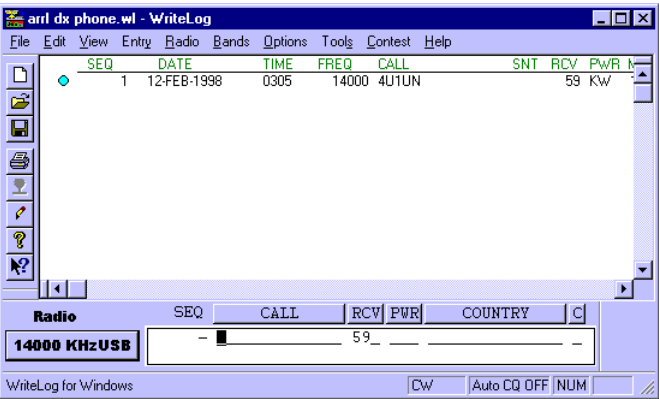 arrl dx phone.wl - WriteLog
File Edit View Entry Radio Bands Options Tools Contest Help
SEQ DATE TIME FREQ CALL SNT RCV PWR
1 12-FEB-1998 0305 14000 4U1UN 59 KW
Radio SEQ CALL RCV PWR COUNTRY C
14000 KHzUSB 59
WriteLog for Windows CW Auto CQ OFF NUM